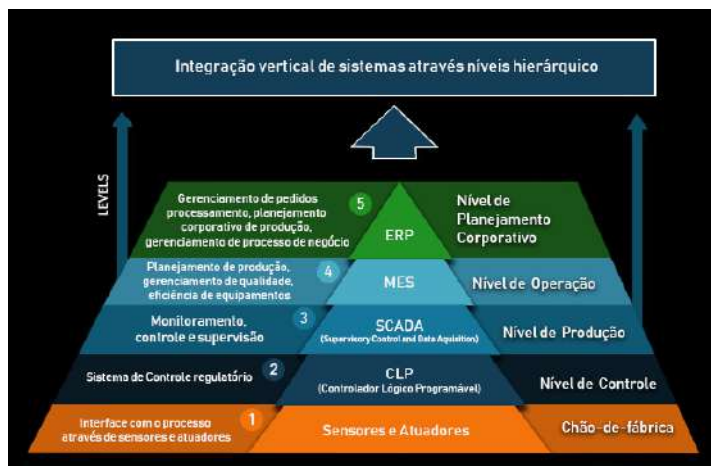 Integração vertical de sistemas através níveis hierárquico
LEVELS
Gerenciamento de pedidos
processamento, planejamento
corporativo de produção,
gerenciamento de processo de negócio
5
ERP
Nível de
Planejamento
Corporativo
Planejamento de produção,
gerenciamento de qualidade,
eficiência de equipamentos
4
MES
Nível de Operação
Monitoramento,
controle e supervisão
3
SCADA
(Supervisory Control and Data Aquisition)
Nível de Produção
Sistema de Controle regulatório
2
CLP
(Controlador Lógico Programável)
Nível de Controle
Interface com o processo
através de sensores e atuadores
1
Sensores e Atuadores
Chão-de-fábrica